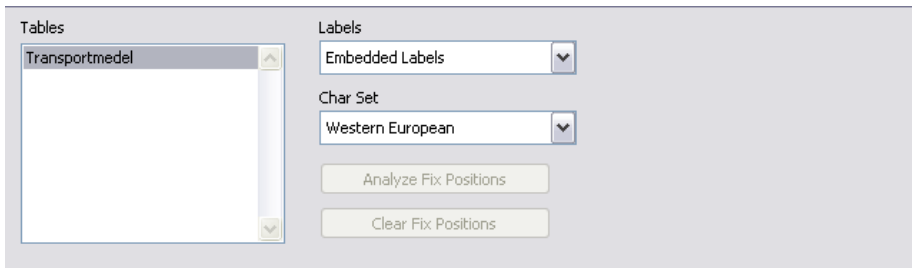 Tables
Transportmedel
Labels
Embedded Labels
Char Set
Western European
Analyze Fix Positions
Clear Fix Positions